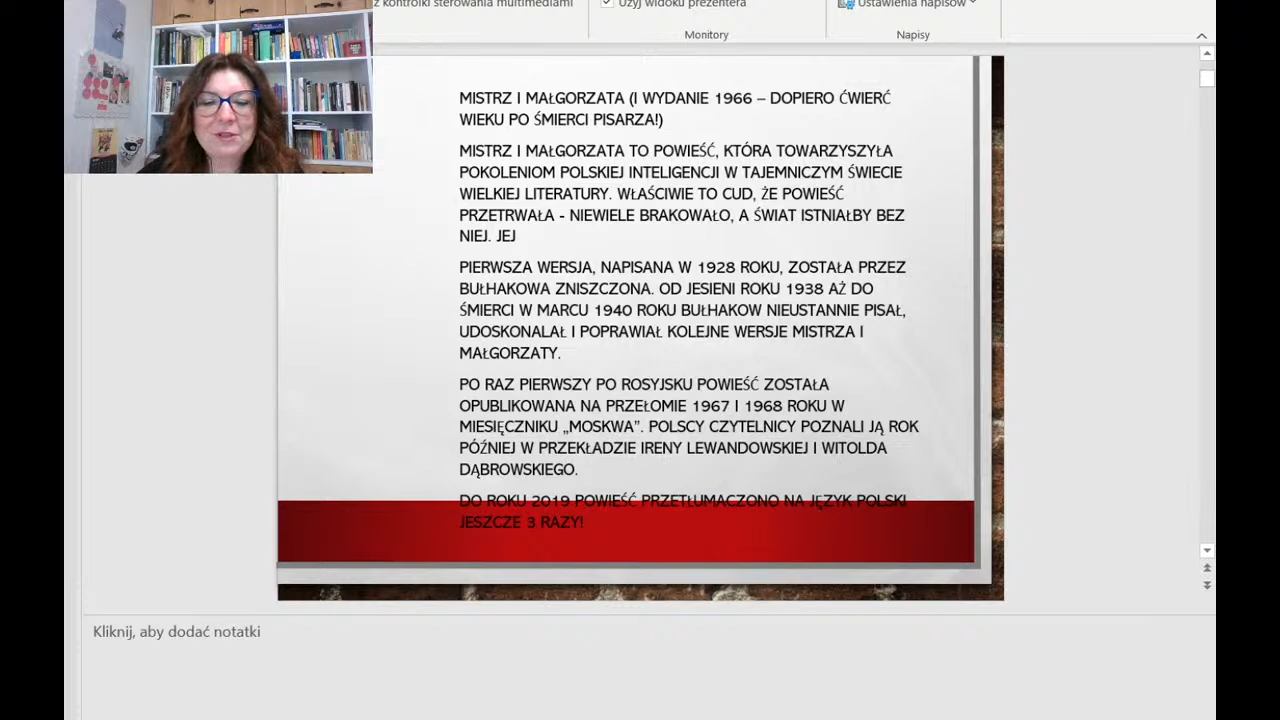 z kontrolki sterowania multimediami
Użyj widoku prezentera
Ustawienia napisów
Monitory
Napisy
MISTRZ I MAŁGORZATA (I WYDANIE 1966 – DOPIERO ĆWIERĆ
WIEKU PO ŚMIERCI PISARZA!)
MISTRZ I MAŁGORZATA TO POWIEŚĆ, KTÓRA TOWARZYSZYŁA
POKOLENIOM POLSKIEJ INTELIGENCJI W TAJEMNICZYM ŚWIECIE
WIELKIEJ LITERATURY. WŁAŚCIWIE TO CUD, ŻE POWIEŚĆ
PRZETRWAŁA - NIEWIELE BRAKOWAŁO, A ŚWIAT ISTNIAŁBY BEZ
NIEJ. JEJ
PIERWSZA WERSJA, NAPISANA W 1928 ROKU, ZOSTAŁA PRZEZ
BUŁHAKOWA ZNISZCZONA. OD JESIENI ROKU 1938 AŻ DO
ŚMIERCI W MARCU 1940 ROKU BUŁHAKOW NIEUSTANNIE PISAŁ,
UDOSKONALAŁ I POPRAWIAŁ KOLEJNE WERSJE MISTRZA I
MAŁGORZATY.
PO RAZ PIERWSZY PO ROSYJSKU POWIEŚĆ ZOSTAŁA
OPUBLIKOWANA NA PRZEŁOMIE 1967 I 1968 ROKU W
MIESIĘCZNIKU „MOSKWA”. POLSCY CZYTELNICY POZNALI JĄ ROK
PÓŹNIEJ W PRZEKŁADZIE IRENY LEWANDOWSKIEJ I WITOLDA
DĄBROWSKIEGO.
DO ROKU 2019 POWIEŚĆ PRZETŁUMACZONO NA JĘZYK POLSKI
JESZCZE 3 RAZY!
Kliknij, aby dodać notatki